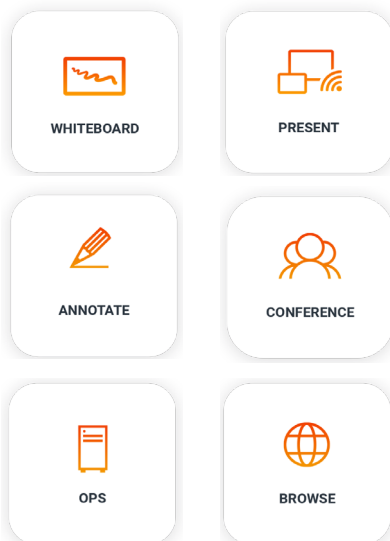 WHITEBOARD
PRESENT
ANNOTATE
CONFERENCE
OPS
BROWSE